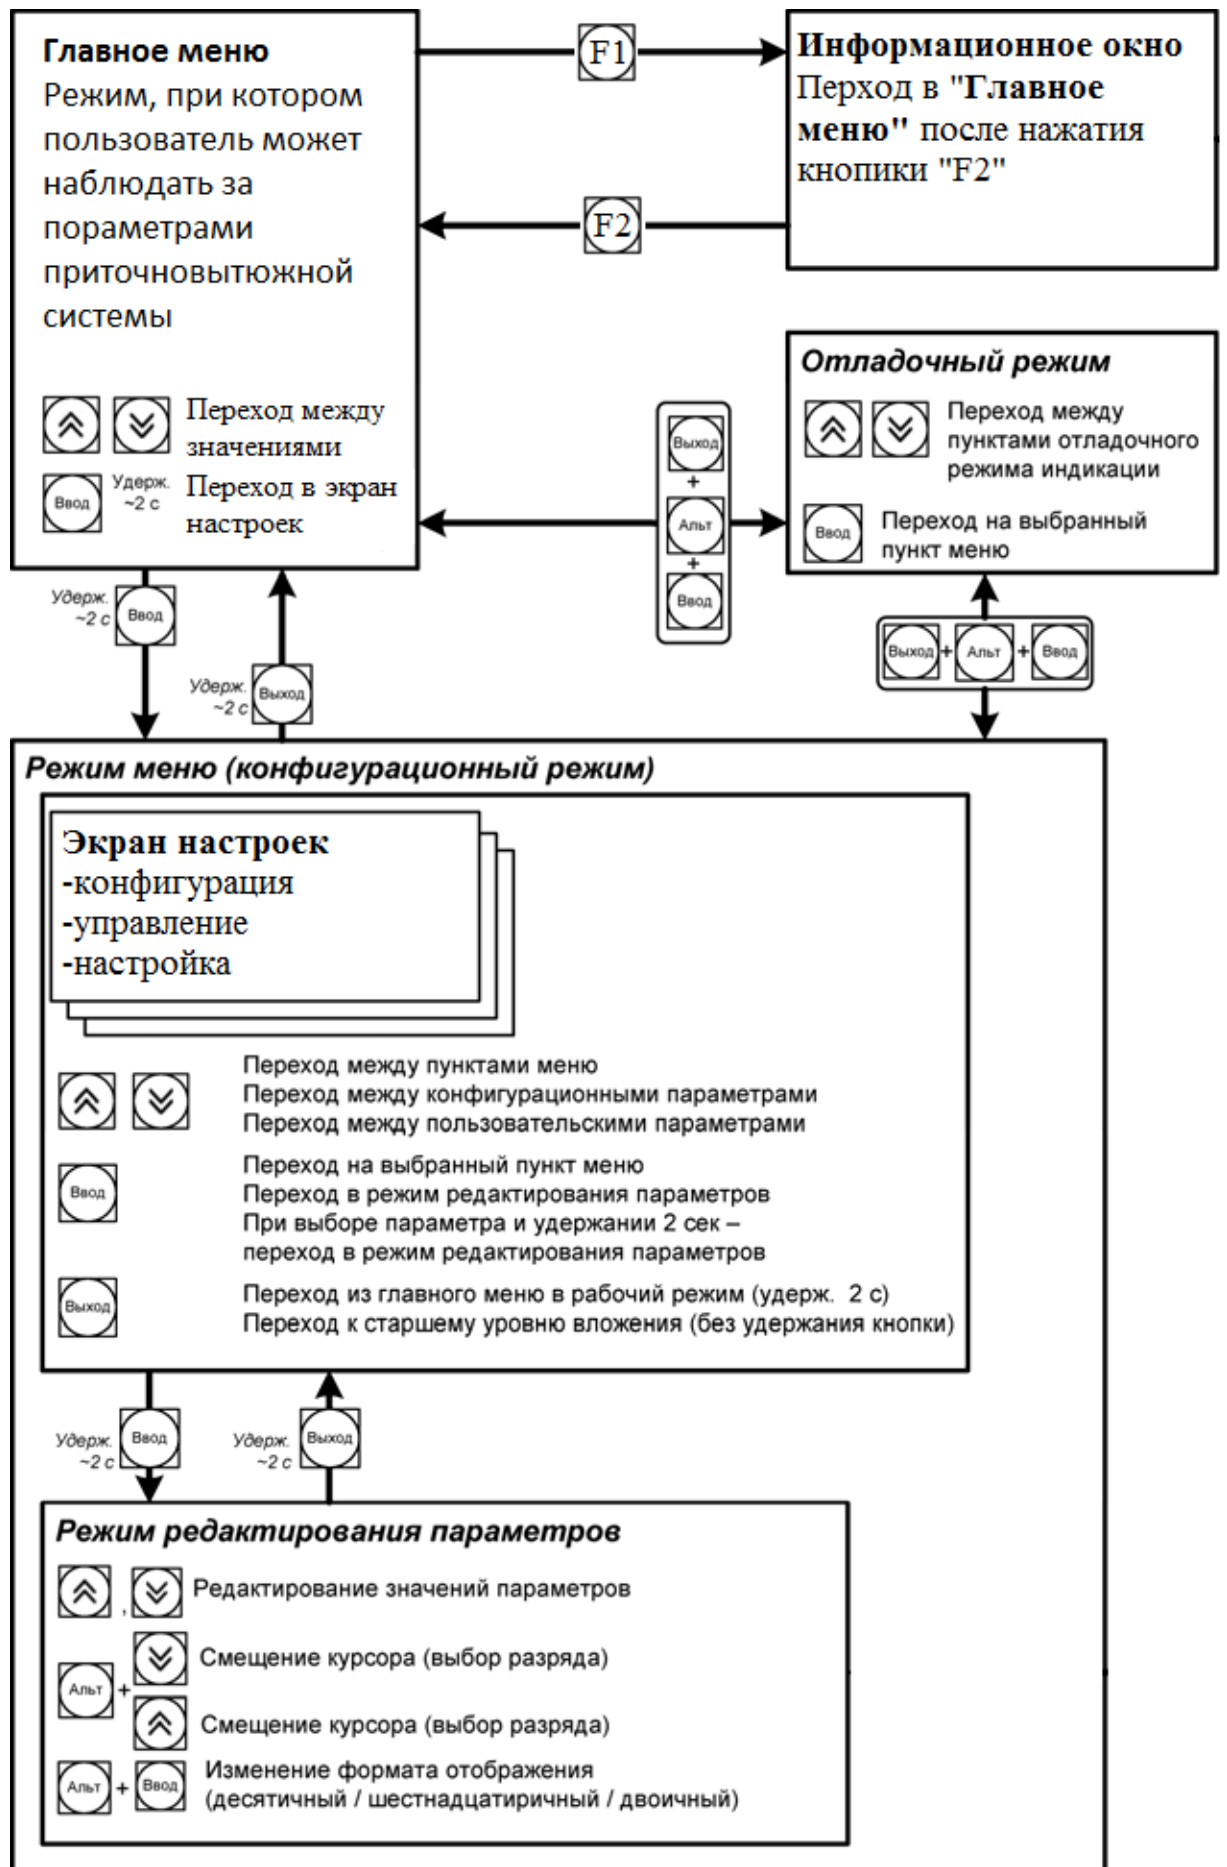 Главное меню
Режим, при котором
пользователь может
наблюдать за
пораметрами
приточновытюжной
системы
Переход между
значениями
Ввод
Удерж.
~2 с
Переход в экран
настроек
F1
F2
Информационное окно
Перход в "Главное
меню" после нажатия
кнопики "F2"
Отладочный режим
Переход между
пунктами отладочного
режима индикации
Ввод
Переход на выбранный
пункт меню
Выход
+
Альт
+
Ввод
Удерж.
~2 с
Ввод
Удерж.
~2 с
Выход
Выход + Альт + Ввод
Режим меню (конфигурационный режим)
Экран настроек
-конфигурация
-управление
-настройка
Переход между пунктами меню
Переход между конфигурационными параметрами
Переход между пользовательскими параметрами
Ввод
Переход на выбранный пункт меню
Переход в режим редактирования параметров
При выборе параметра и удержании 2 сек –
переход в режим редактирования параметров
Выход
Переход из главного меню в рабочий режим (удерж. 2 с)
Переход к старшему уровню вложения (без удержания кнопки)
Удерж.
~2 с
Ввод
Удерж.
~2 с
Выход
Режим редактирования параметров
, Редактирование значений параметров
Альт +
Смещение курсора (выбор разряда)
Смещение курсора (выбор разряда)
Альт + Ввод
Изменение формата отображения
(десятичный / шестнадцатиричный / двоичный)